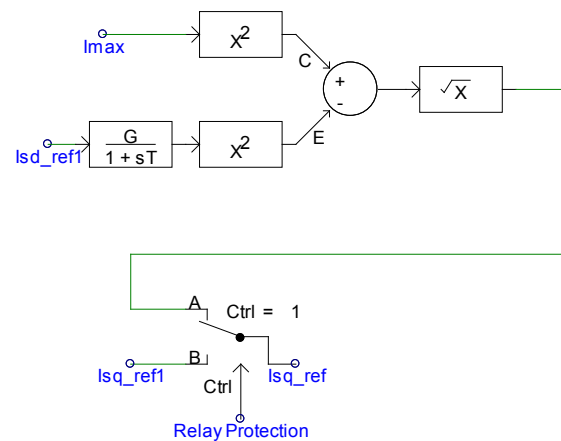 X2
Imax
C
+
-
√X
G
1 + sT
X2
E
Isd_ref1
A
Ctrl = 1
B
Isq_ref1
Isq_ref
Ctrl
Relay Protection